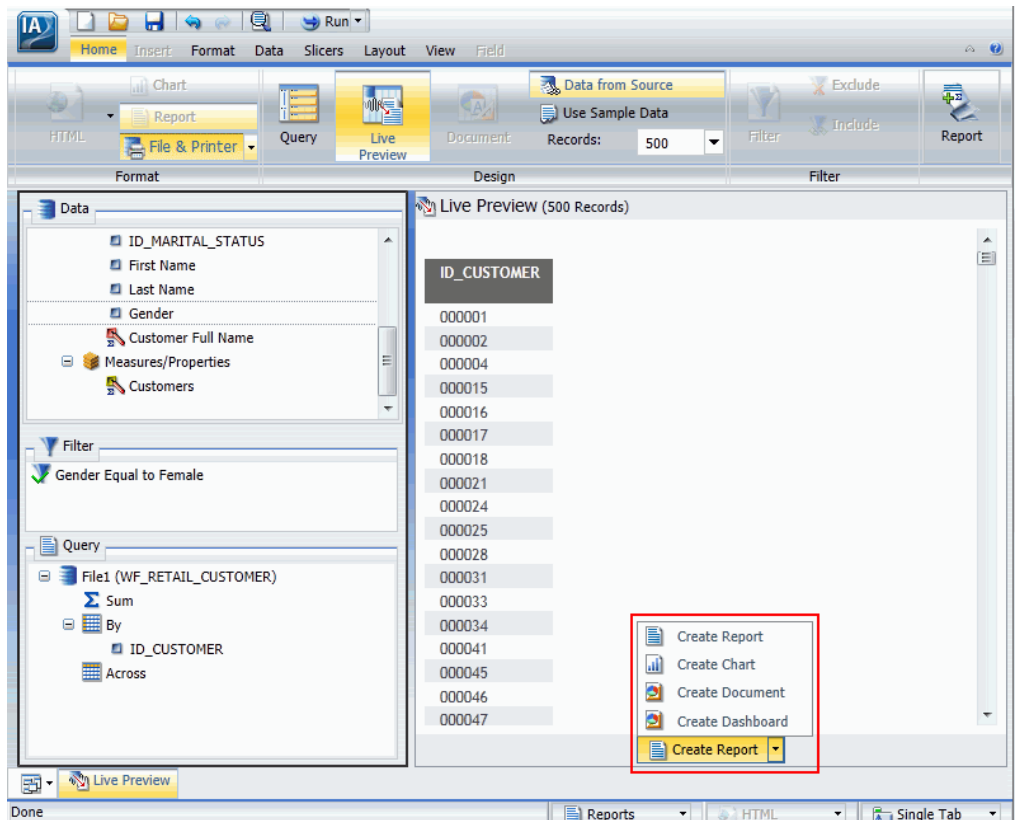 IA
Run
Home Insert Format Data Slicers Layout View Field
HTML
Chart
Report
File & Printer
Query
Live Preview
Document
Data from Source
Use Sample Data
Records: 500
Filter
Exclude
Include
Report
Format
Design
Filter
Data
ID_MARITAL_STATUS
First Name
Last Name
Gender
Customer Full Name
Measures/Properties
Customers
Filter
Gender Equal to Female
Query
File1 (WF_RETAIL_CUSTOMER)
Sum
By
ID_CUSTOMER
Across
Live Preview (500 Records)
ID_CUSTOMER
000001
000002
000004
000015
000016
000017
000018
000021
000024
000025
000028
000031
000033
000034
000041
000045
000046
000047
Create Report
Create Chart
Create Document
Create Dashboard
Create Report
Live Preview
Done
Reports
HTML
Single Tab